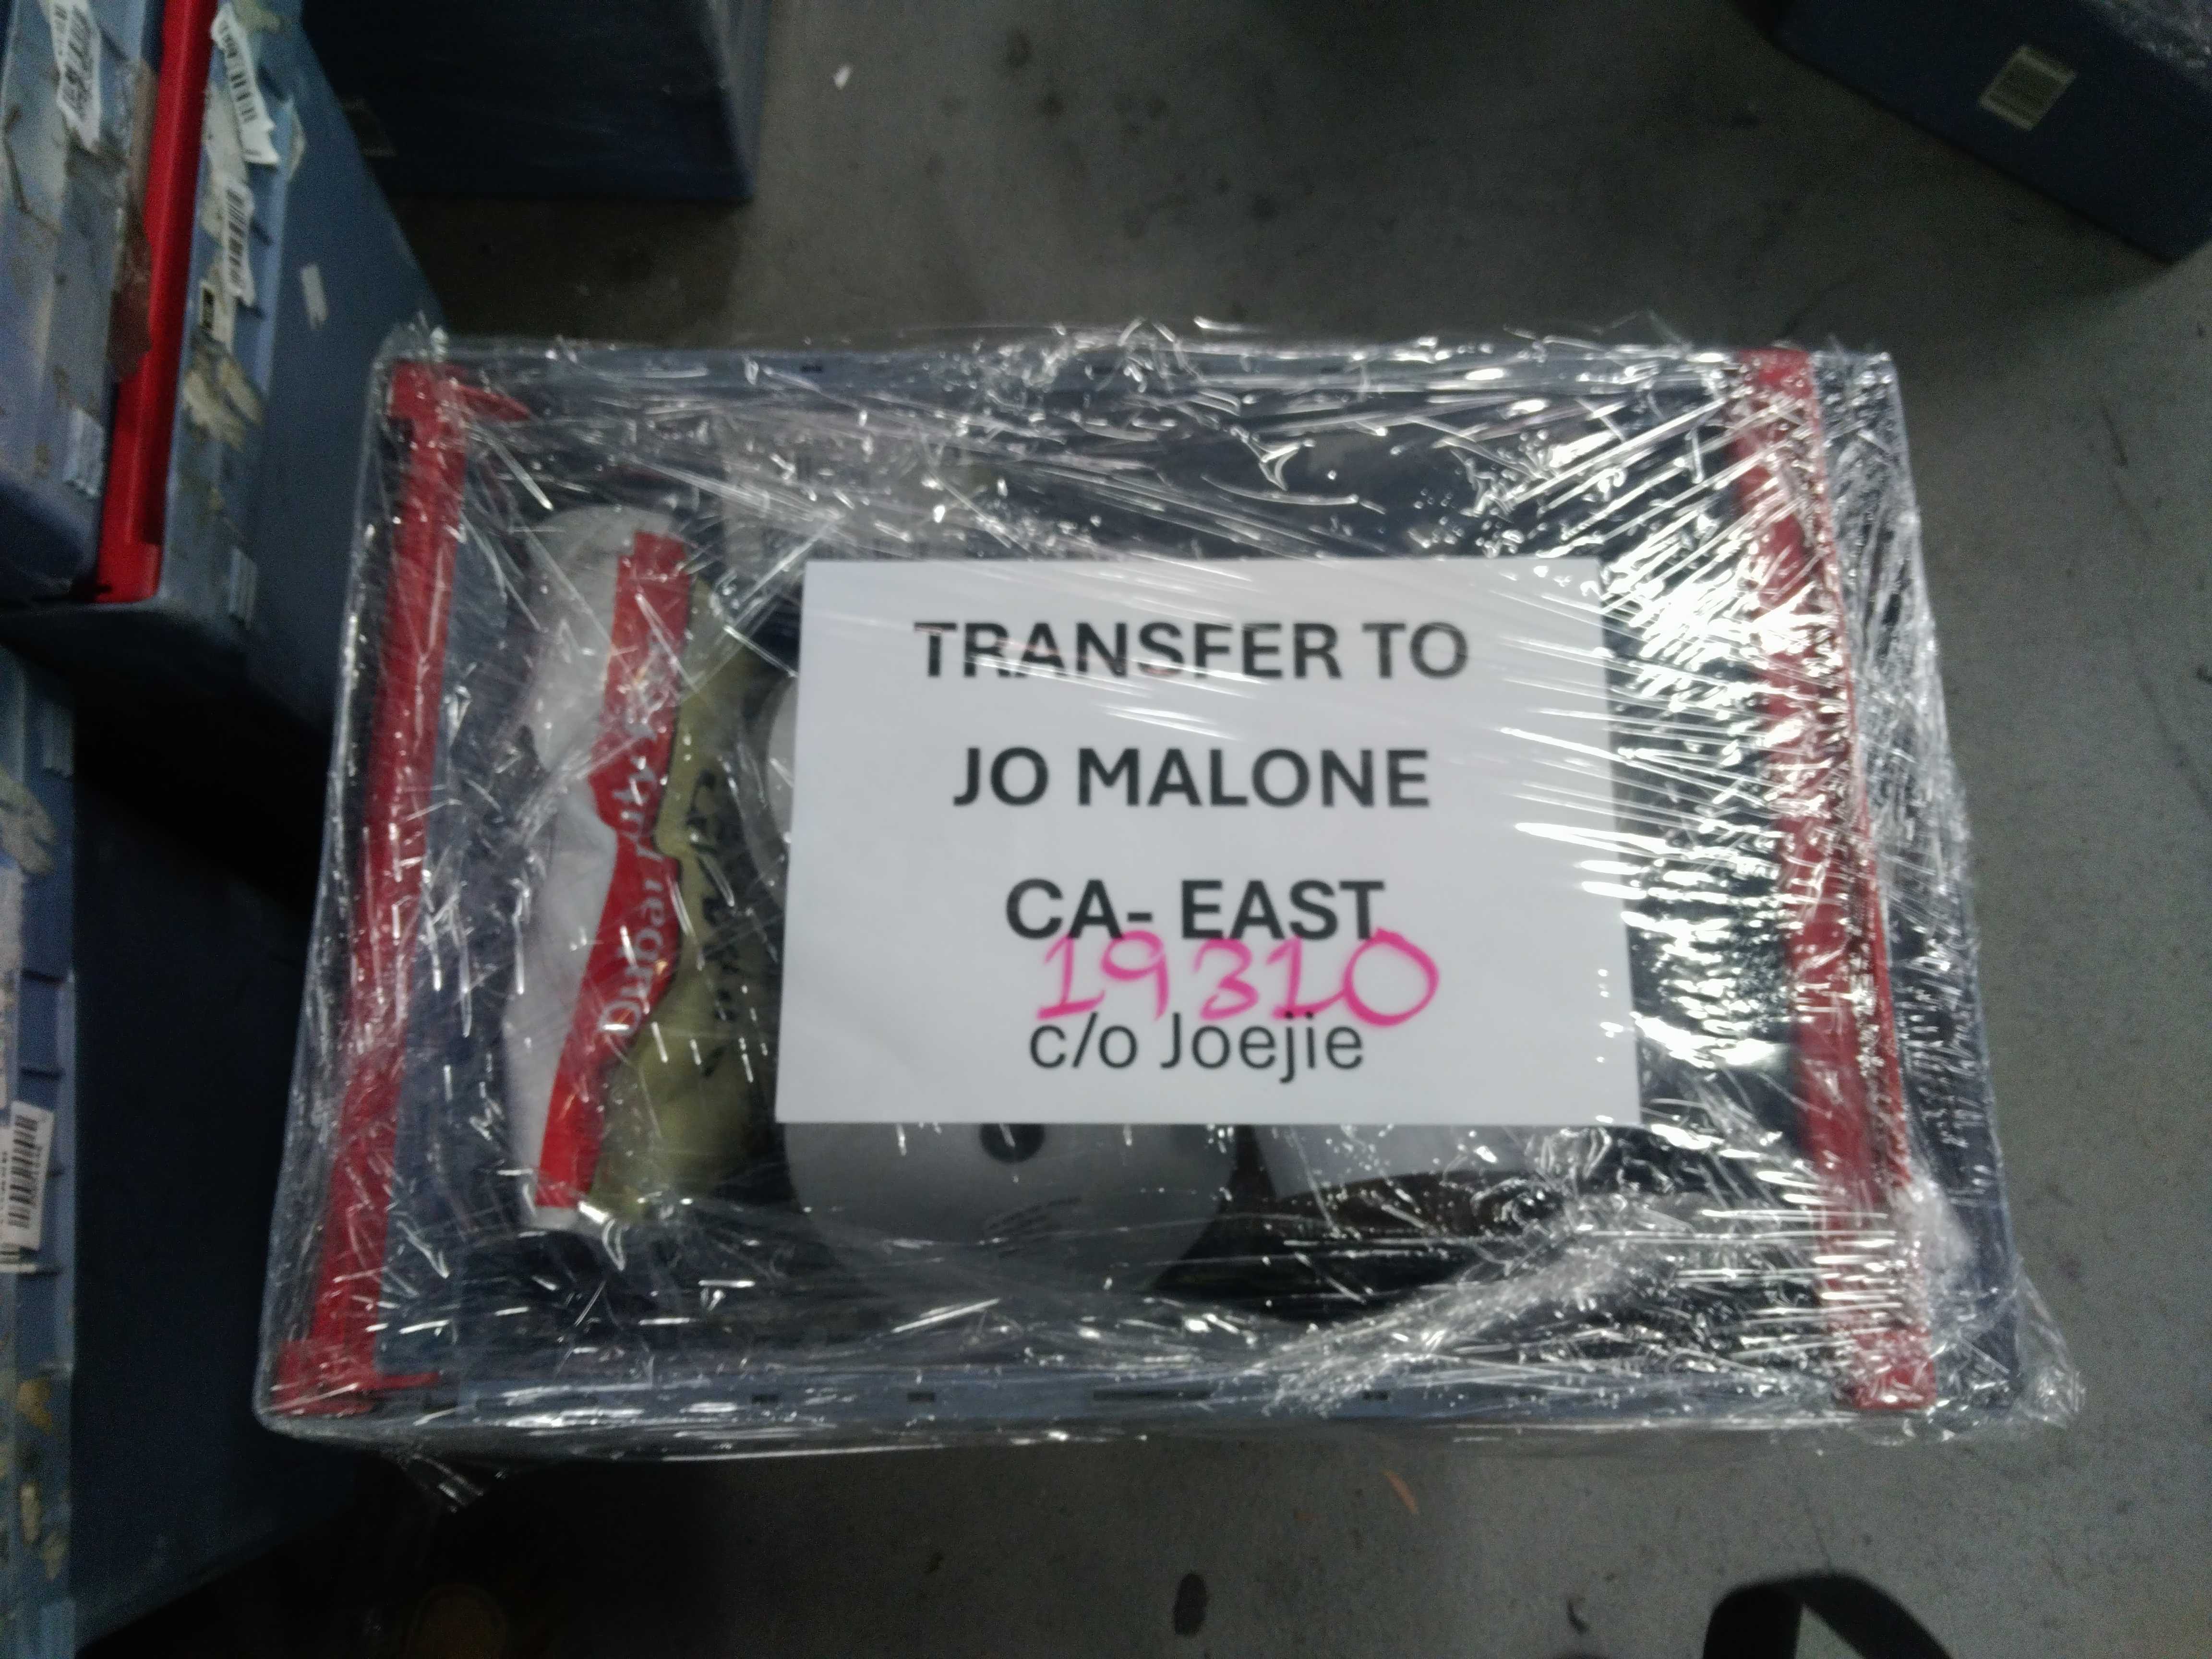 TRANSFER TO
JO MALONE
CA- EAST
19310
c/o Joejie